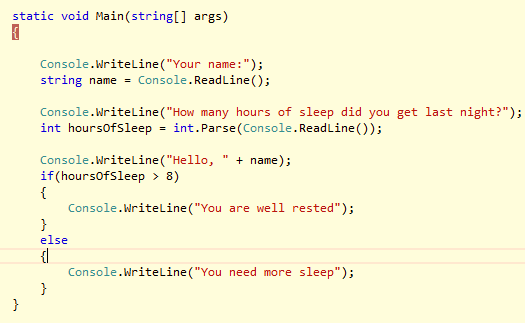 static void Main(string[] args)
{
Console.WriteLine("Your name:");
string name = Console.ReadLine();
Console.WriteLine("How many hours of sleep did you get last night?");
int hoursOfSleep = int.Parse(Console.ReadLine());
Console.WriteLine("Hello, " + name);
if(hoursOfSleep > 8)
{
Console.WriteLine("You are well rested");
}
else
{
Console.WriteLine("You need more sleep");
}
}